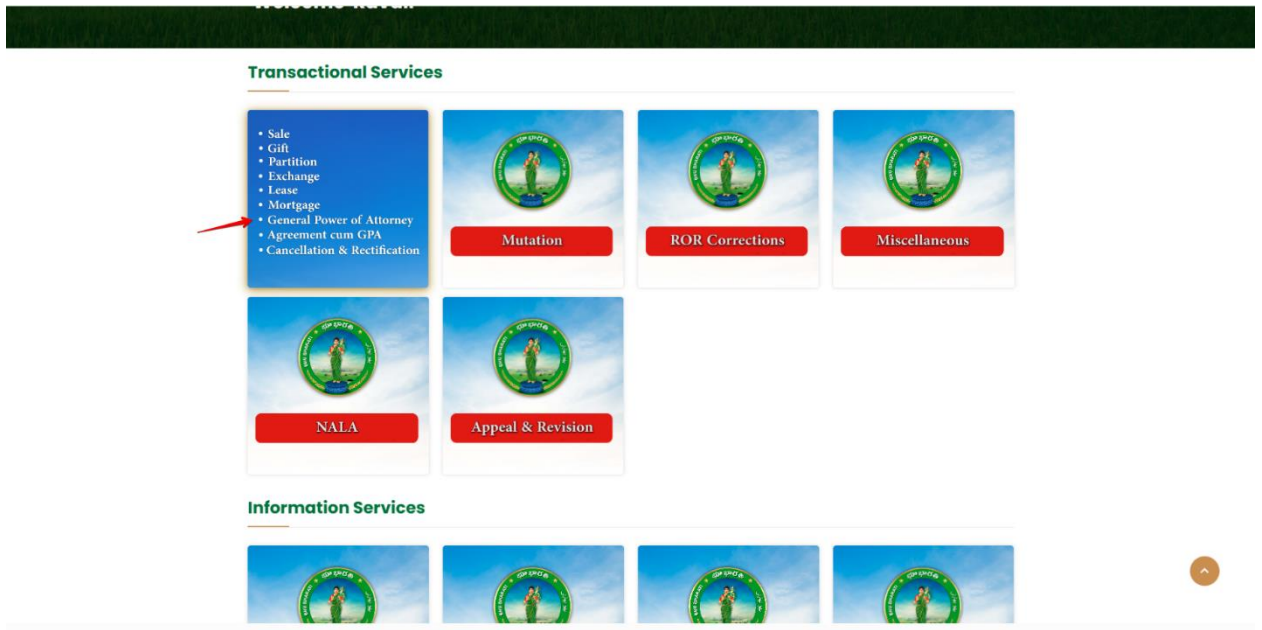 Transactional Services
• Sale
• Gift
• Partition
• Exchange
• Lease
• Mortgage
• General Power of Attorney
• Agreement cum GPA
• Cancellation & Rectification
Mutation
ROR Corrections
Miscellaneous
NALA
Appeal & Revision
Information Services